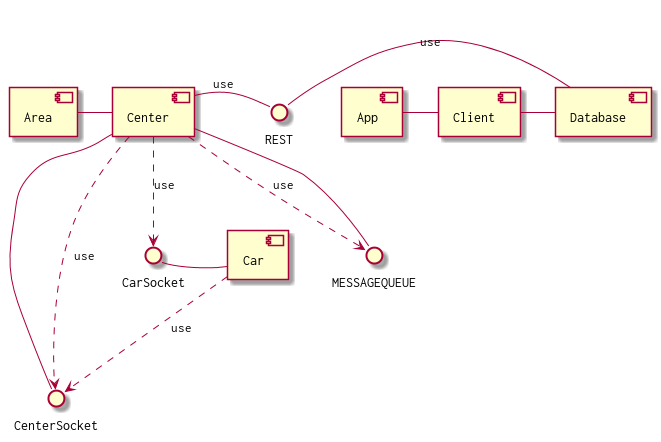 use
use
Area
Center
REST
App
Client
Database
use
use
use
CarSocket
Car
MESSAGEQUEUE
use
CenterSocket